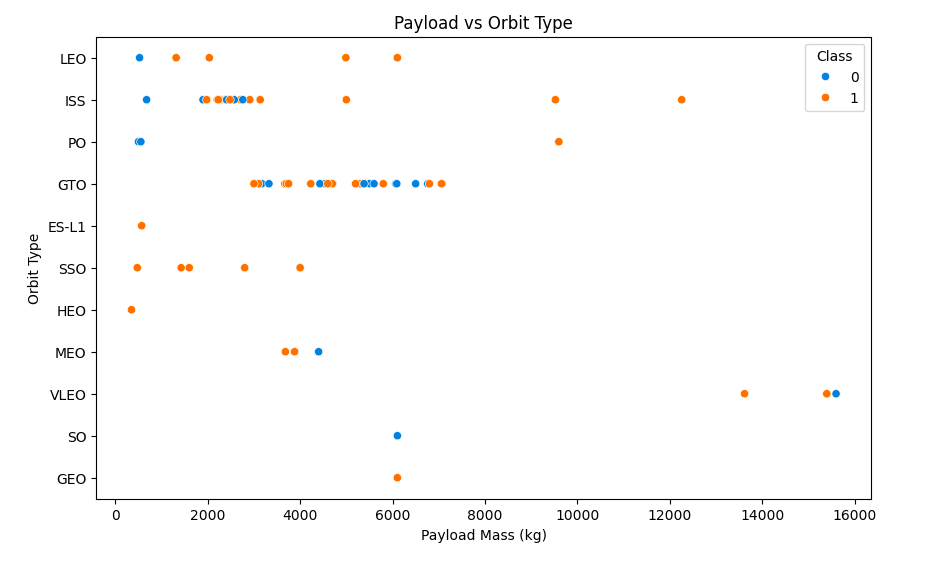 Payload vs Orbit Type
Class
0
1
Orbit Type
LEO
ISS
PO
GTO
ES-L1
SSO
HEO
MEO
VLEO
SO
GEO
0 2000 4000 6000 8000 10000 12000 14000 16000
Payload Mass (kg)